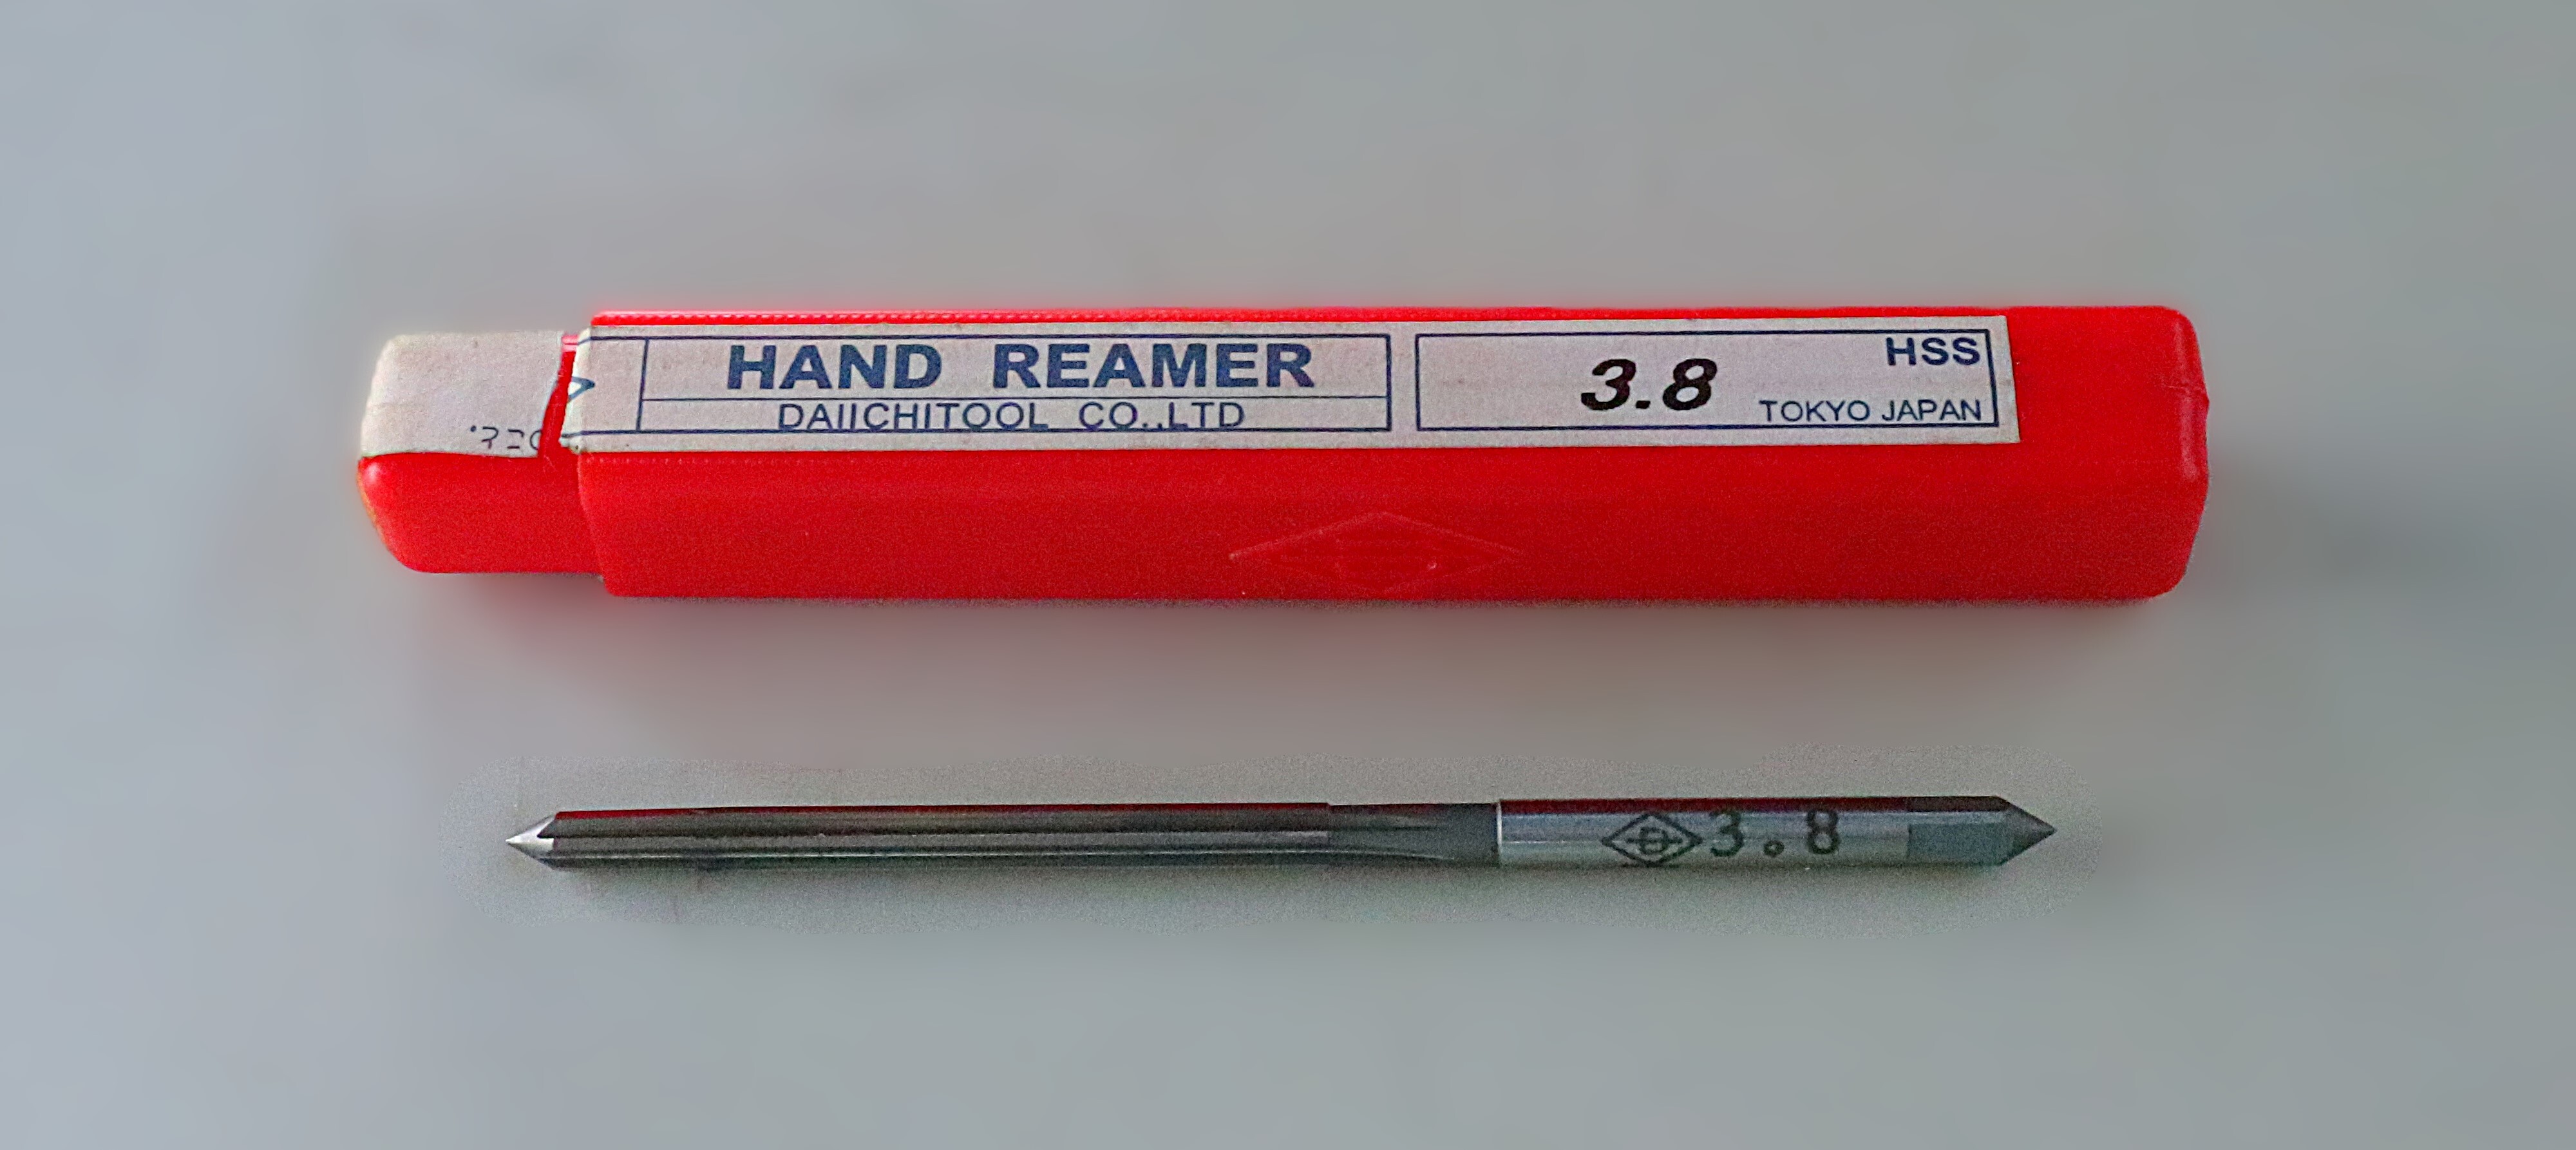 HAND REAMER
DAIICHITOOL CO.,LTD
3.8
HSS
TOKYO JAPAN
3.8